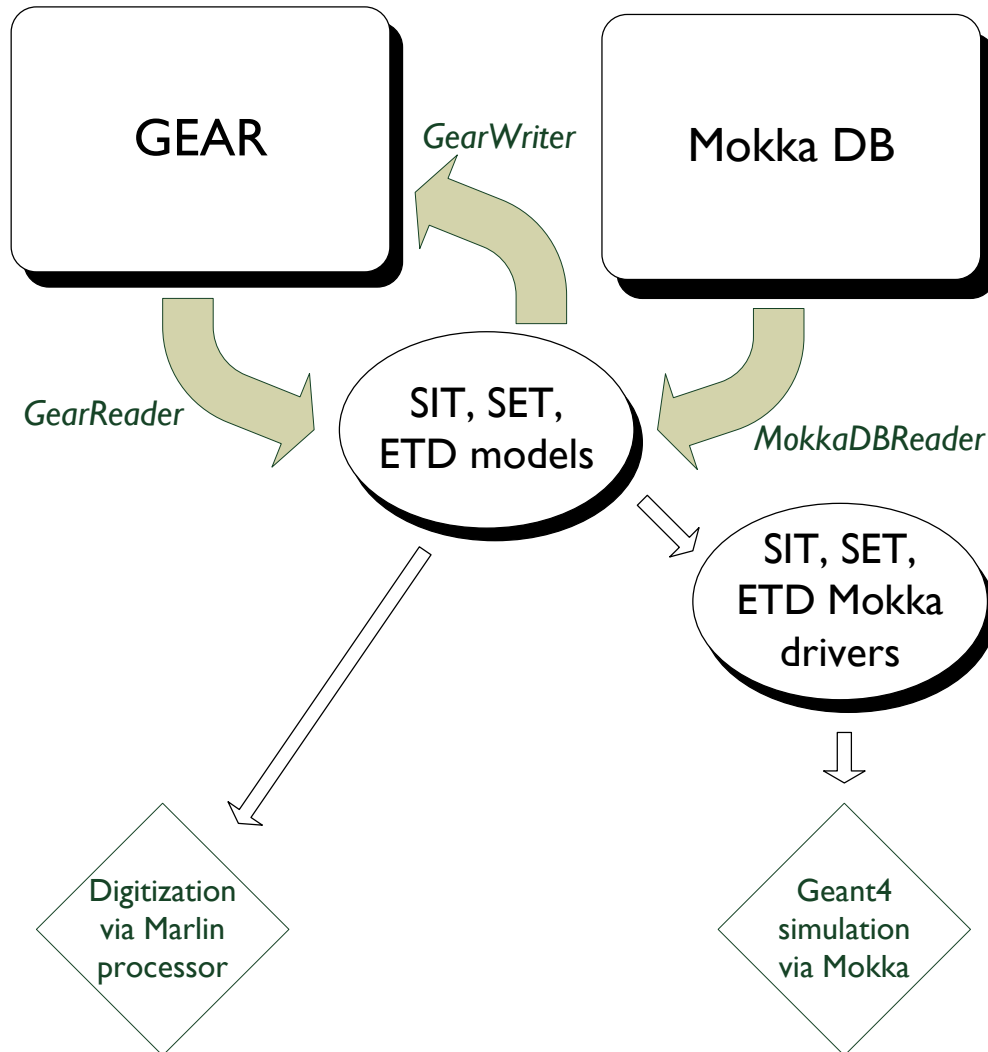 GEAR
GearWriter
Mokka DB
GearReader
SIT, SET,
ETD models
MokkaDBReader
SIT, SET,
ETD Mokka
drivers
Digitization
via Marlin
processor
Geant4
simulation
via Mokka